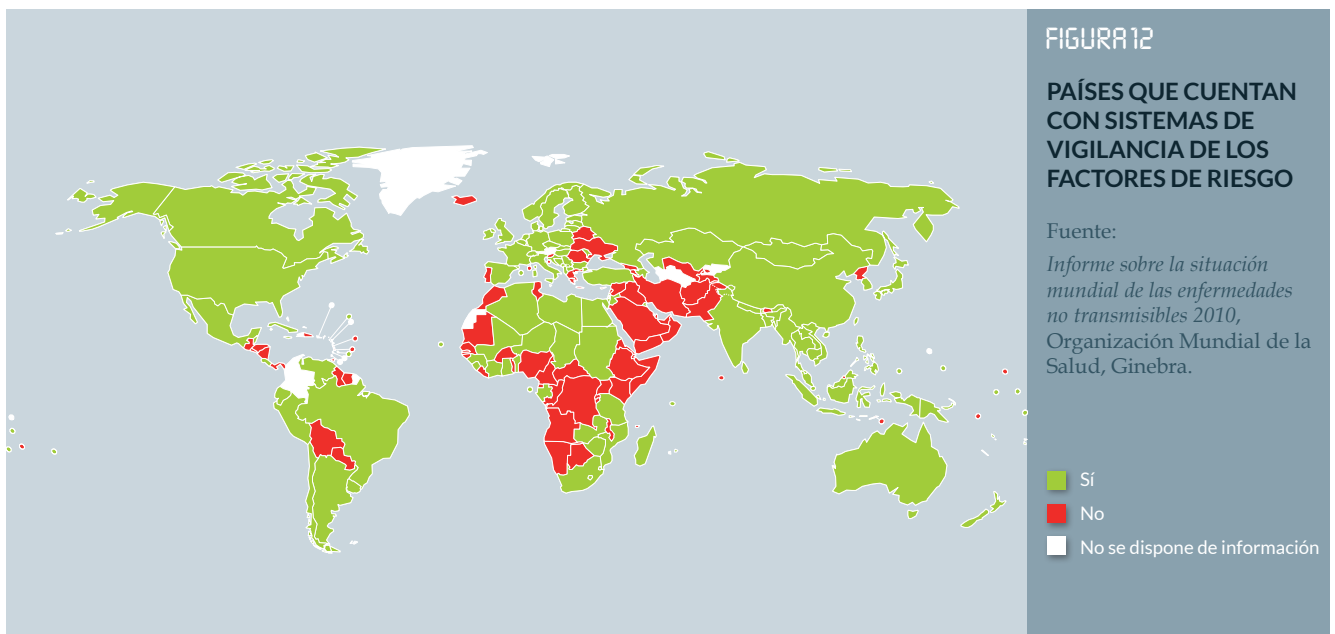 FIGURA 12
PAÍSES QUE CUENTAN
CON SISTEMAS DE
VIGILANCIA DE LOS
FACTORES DE RIESGO
Fuente:
Informe sobre la situación
mundial de las enfermedades
no transmisibles 2010,
Organización Mundial de la
Salud, Ginebra.
Sí
No
No se dispone de información